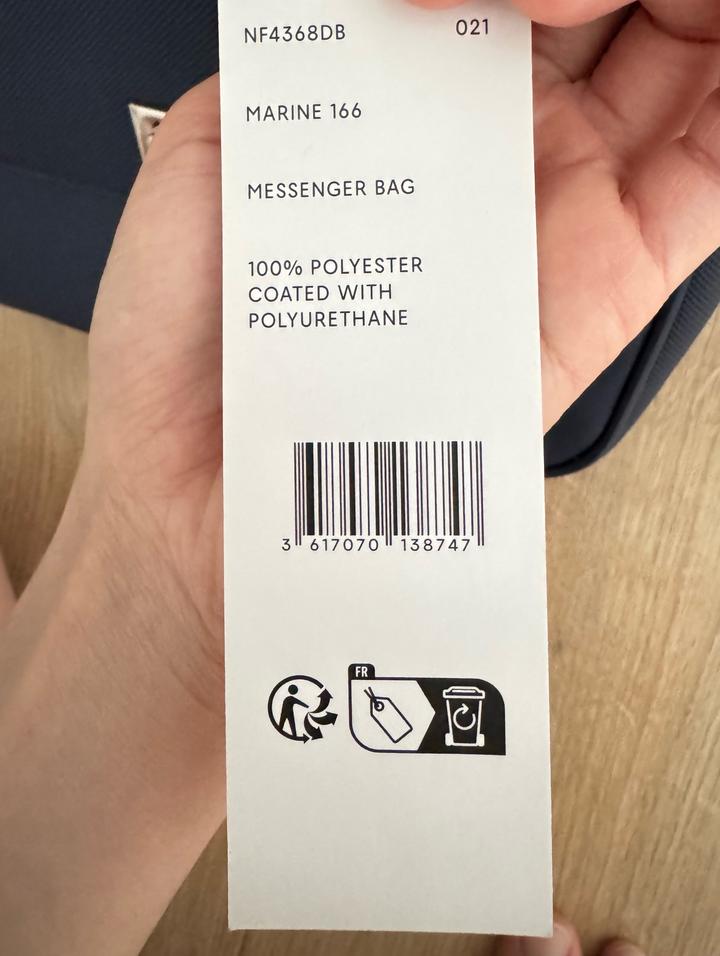 NF4368DB 021
MARINE 166
MESSENGER BAG
100% POLYESTER
COATED WITH
POLYURETHANE
3 617070 138747
FR